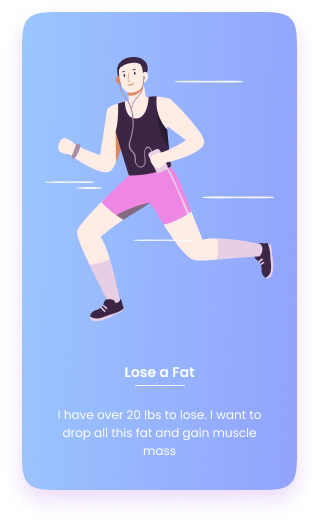 Lose a Fat
I have over 20 lbs to lose. I want to
drop all this fat and gain muscle
mass